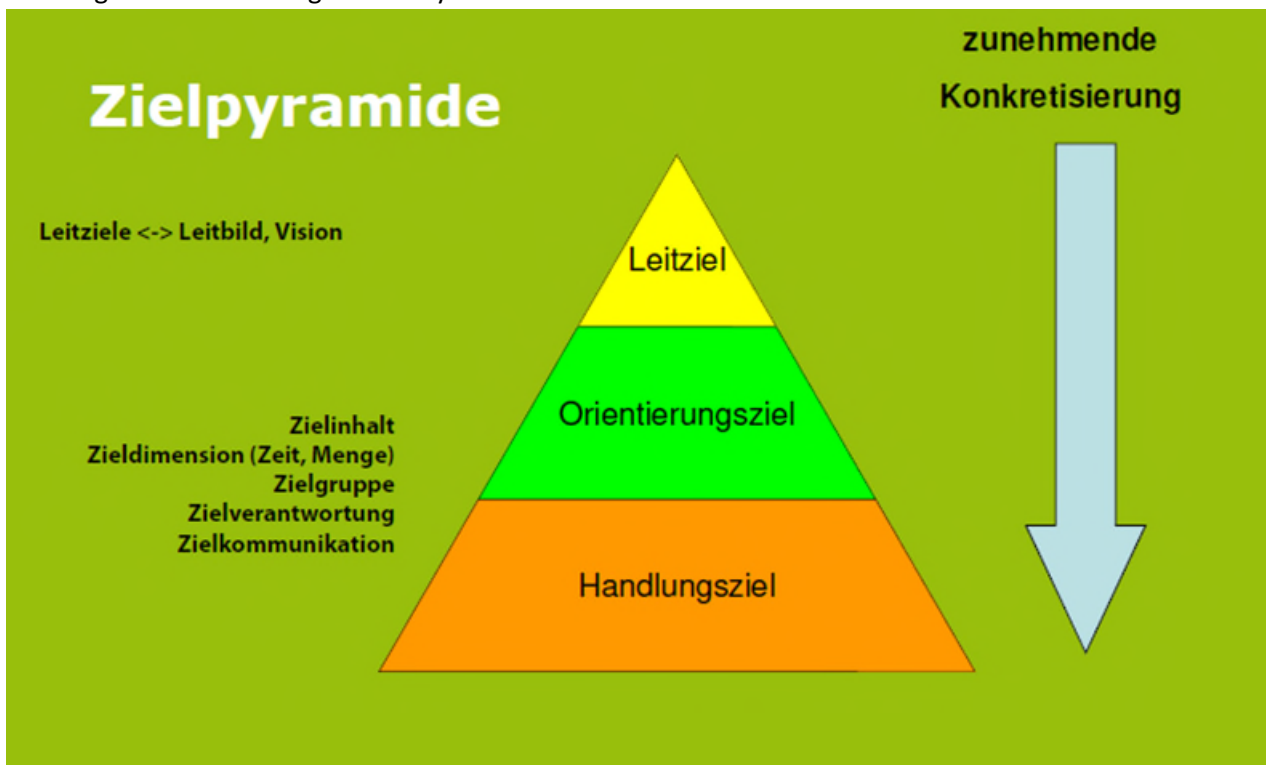 Zielpyramide
zunehmende
Konkretisierung
Leitziele <-> Leitbild, Vision
Leitziel
Orientierungsziel
Zielinhalt
Zieldimension (Zeit, Menge)
Zielgruppe
Zielverantwortung
Zielkommunikation
Handlungsziel